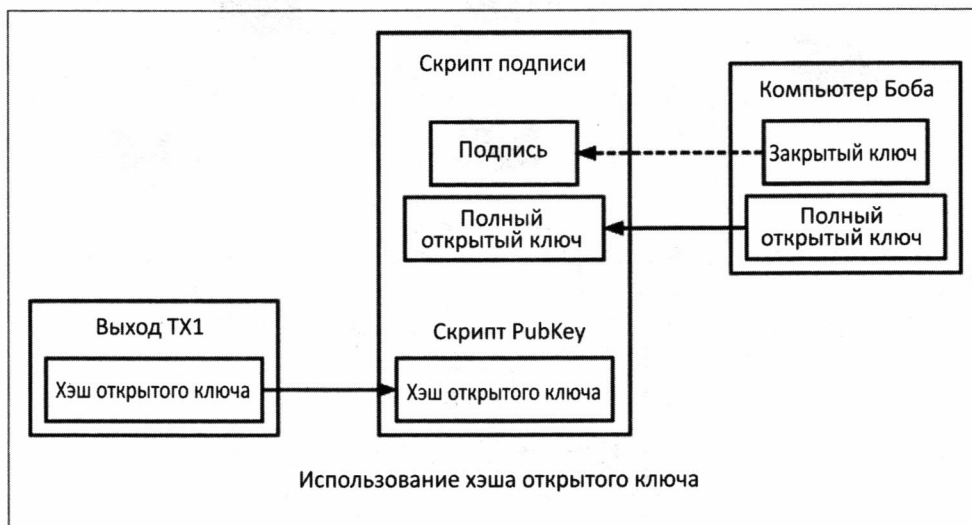 Скрипт подписи
Подпись
Полный
открытый ключ
Компьютер Боба
Закрытый ключ
Полный
открытый ключ
Выход TX1
Хэш открытого ключа
Скрипт PubKey
Хэш открытого ключа
Использование хэша открытого ключа